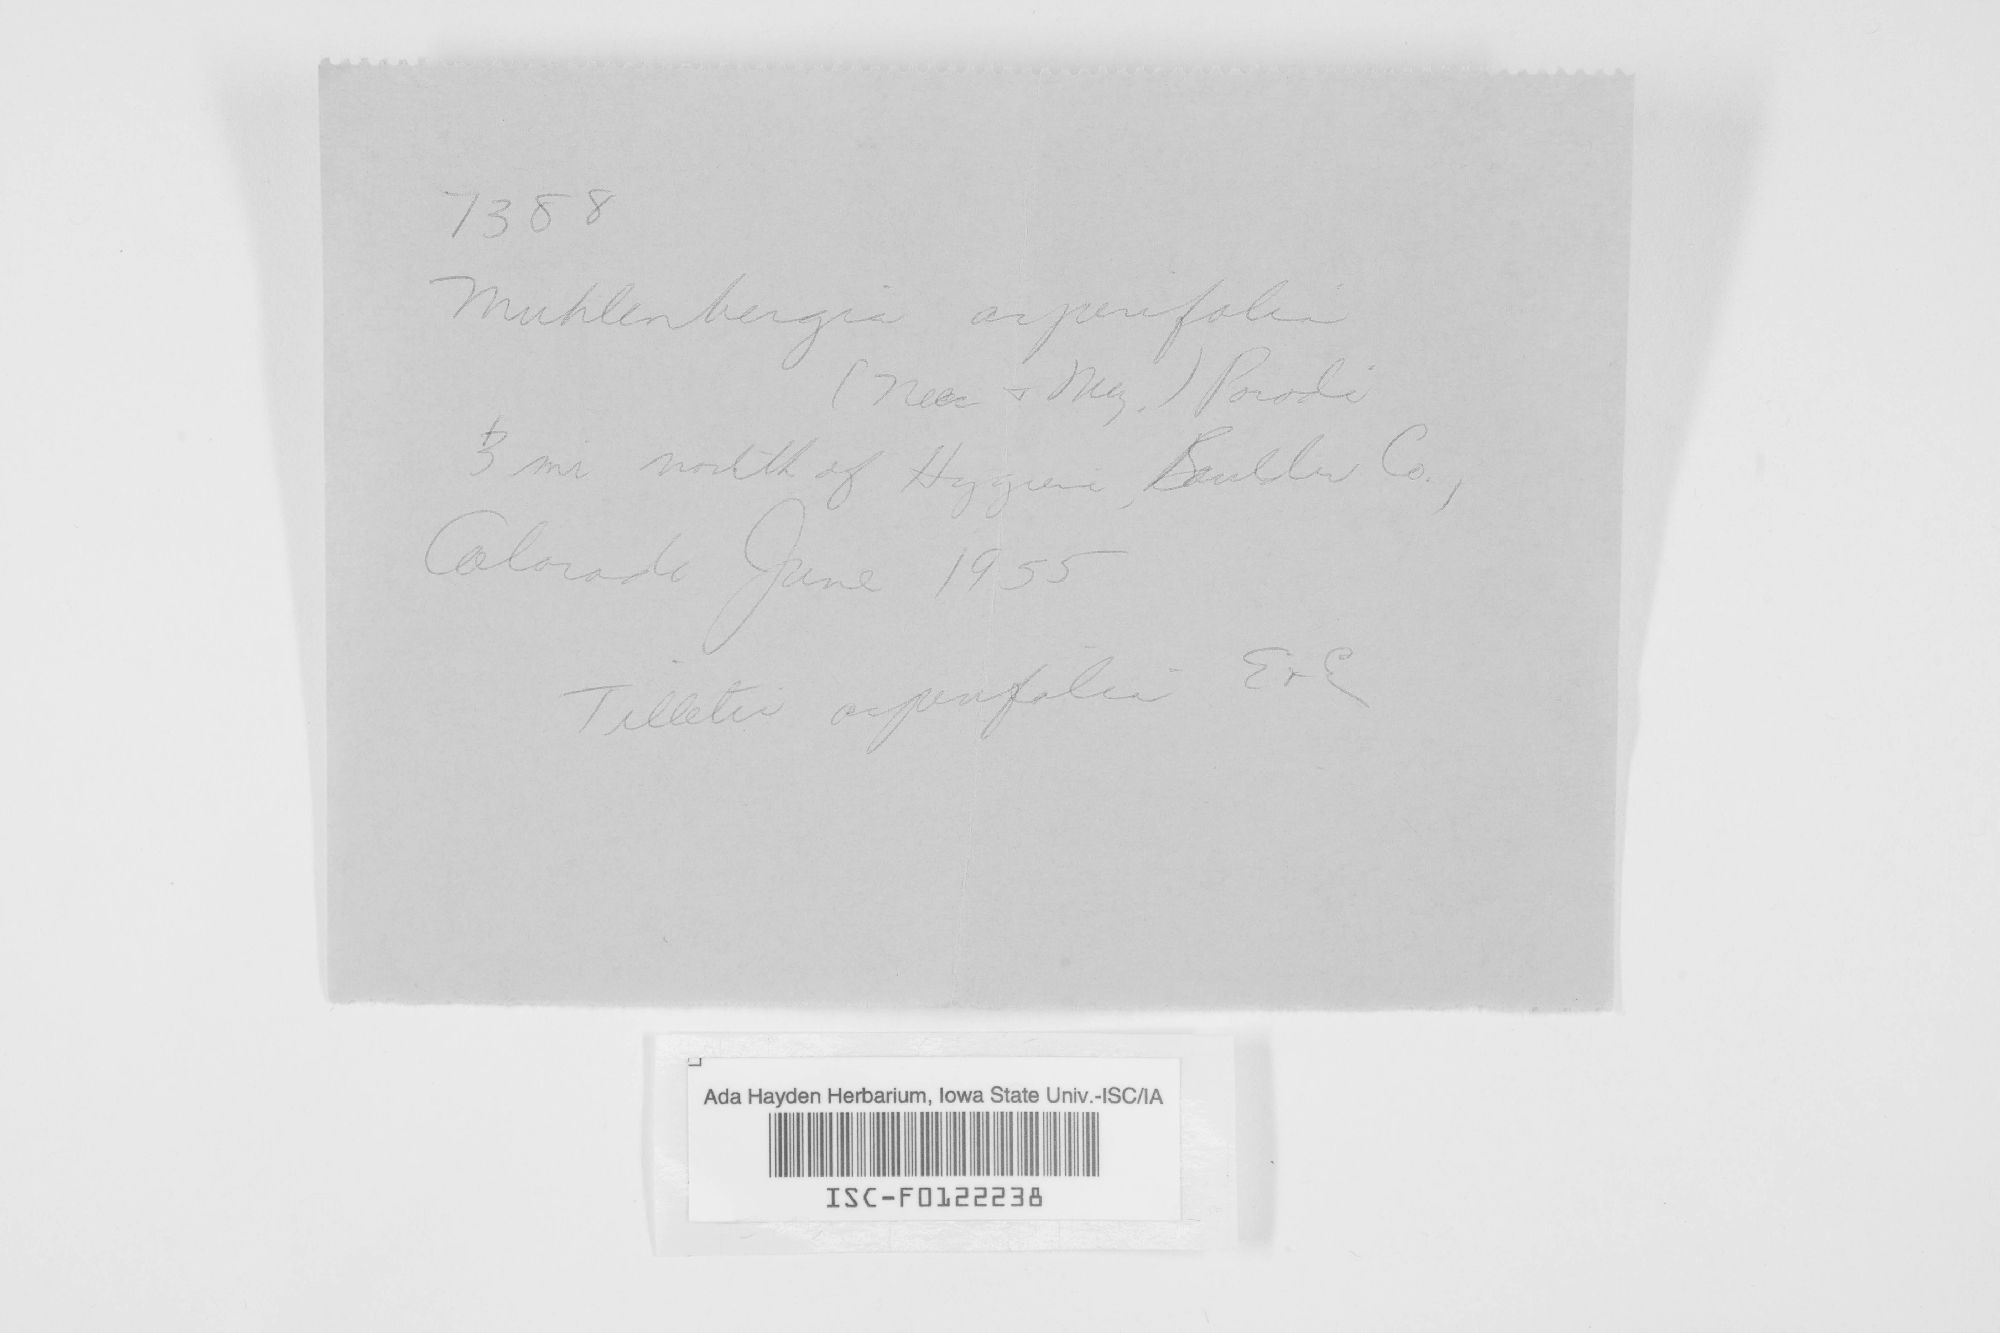 7388
Muhlenbergia asperifolia
(Nees & Mey.) Parodi
3 mi north of Hygiene, Boulder Co.,
Colorado June 1955
Tilletia asperifolia E & E
Ada Hayden Herbarium, Iowa State Univ.-ISC/IA
ISC-F0122238